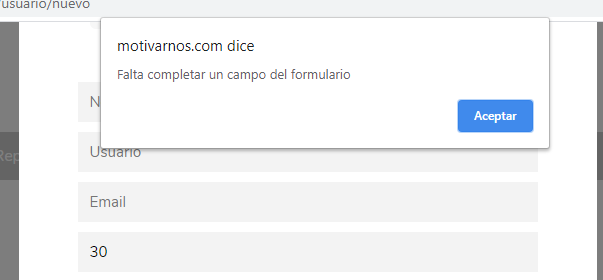 /usuario/nuevo
motivarnos.com dice
Falta completar un campo del formulario
Aceptar
Usuario
Email
30